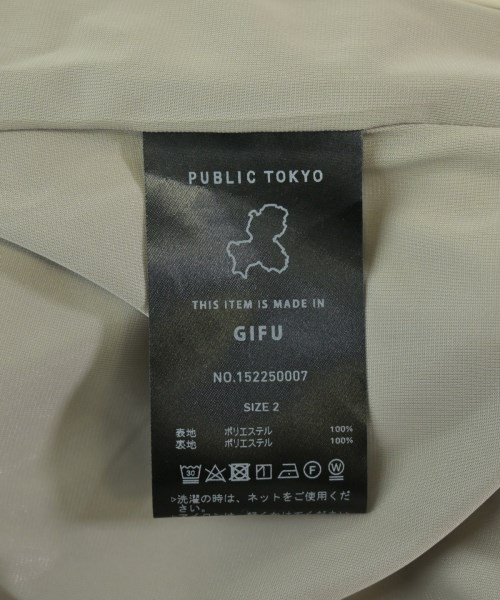 PUBLIC TOKYO
THIS ITEM IS MADE IN
GIFU
NO.152250007
SIZE 2
表地 ポリエステル 100%
裏地 ポリエステル 100%
30 F W
>洗濯の時は、ネットをご使用くだ
さい。